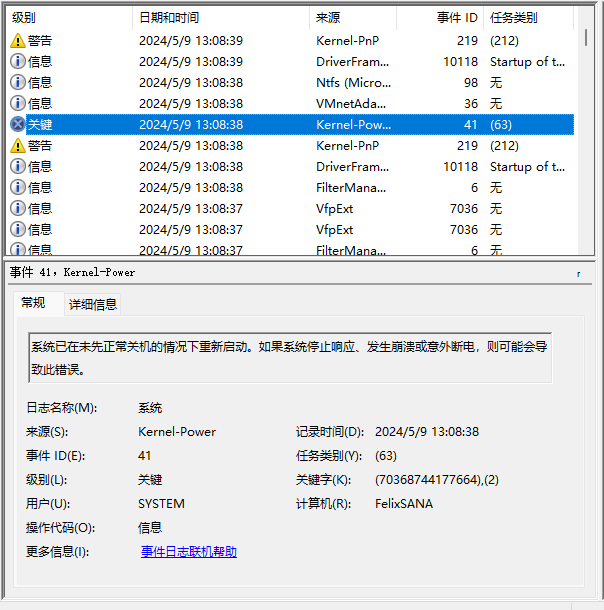 级别 日期和时间 来源 事件 ID 任务类别
警告 2024/5/9 13:08:39 Kernel-PnP 219 (212)
信息 2024/5/9 13:08:39 DriverFram... 10118 Startup of t...
信息 2024/5/9 13:08:38 Ntfs (Micro... 98 无
信息 2024/5/9 13:08:38 VMnetAda... 36 无
关键 2024/5/9 13:08:38 Kernel-Pow... 41 (63)
警告 2024/5/9 13:08:38 Kernel-PnP 219 (212)
信息 2024/5/9 13:08:38 DriverFram... 10118 Startup of t...
信息 2024/5/9 13:08:38 FilterMana... 6 无
信息 2024/5/9 13:08:37 VfpExt 7036 无
信息 2024/5/9 13:08:37 VfpExt 7036 无
信息 2024/5/9 13:08:37 FilterMana... 6 无
事件 41，Kernel-Power
常规 详细信息
系统已在未先正常关机的情况下重新启动。如果系统停止响应、发生崩溃或意外断电，则可能会导
致此错误。
日志名称(M): 系统
来源(S): Kernel-Power 记录时间(D): 2024/5/9 13:08:38
事件 ID(E): 41 任务类别(Y): (63)
级别(L): 关键 关键字(K): (70368744177664),(2)
用户(U): SYSTEM 计算机(R): FelixSANA
操作代码(O): 信息
更多信息(I): 事件日志联机帮助